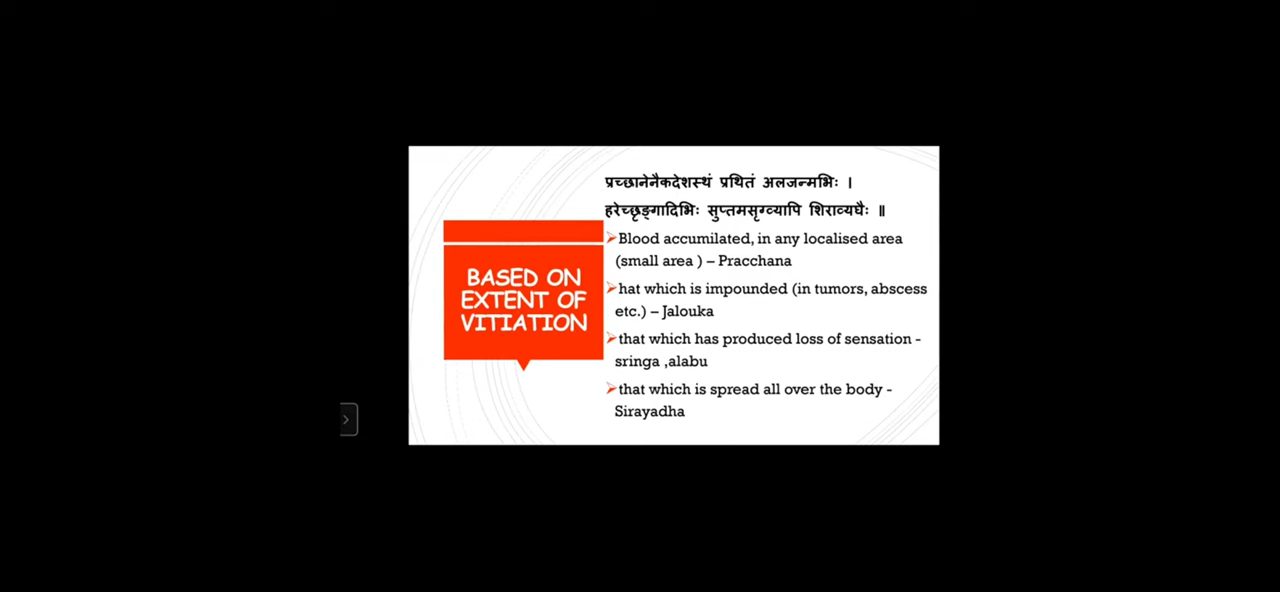 प्रच्छानेनैकदेशस्थं प्रथितं अलजन्मभिः ।
हरेच्छृङ्गादिभिः सुप्तमसृग्व्यापि शिराव्यधैः ॥
BASED ON
EXTENT OF
VITIATION
Blood accumilated, in any localised area
(small area ) – Pracchana
hat which is impounded (in tumors, abscess
etc.) – Jalouka
that which has produced loss of sensation -
sringa ,alabu
that which is spread all over the body -
Sirayadha